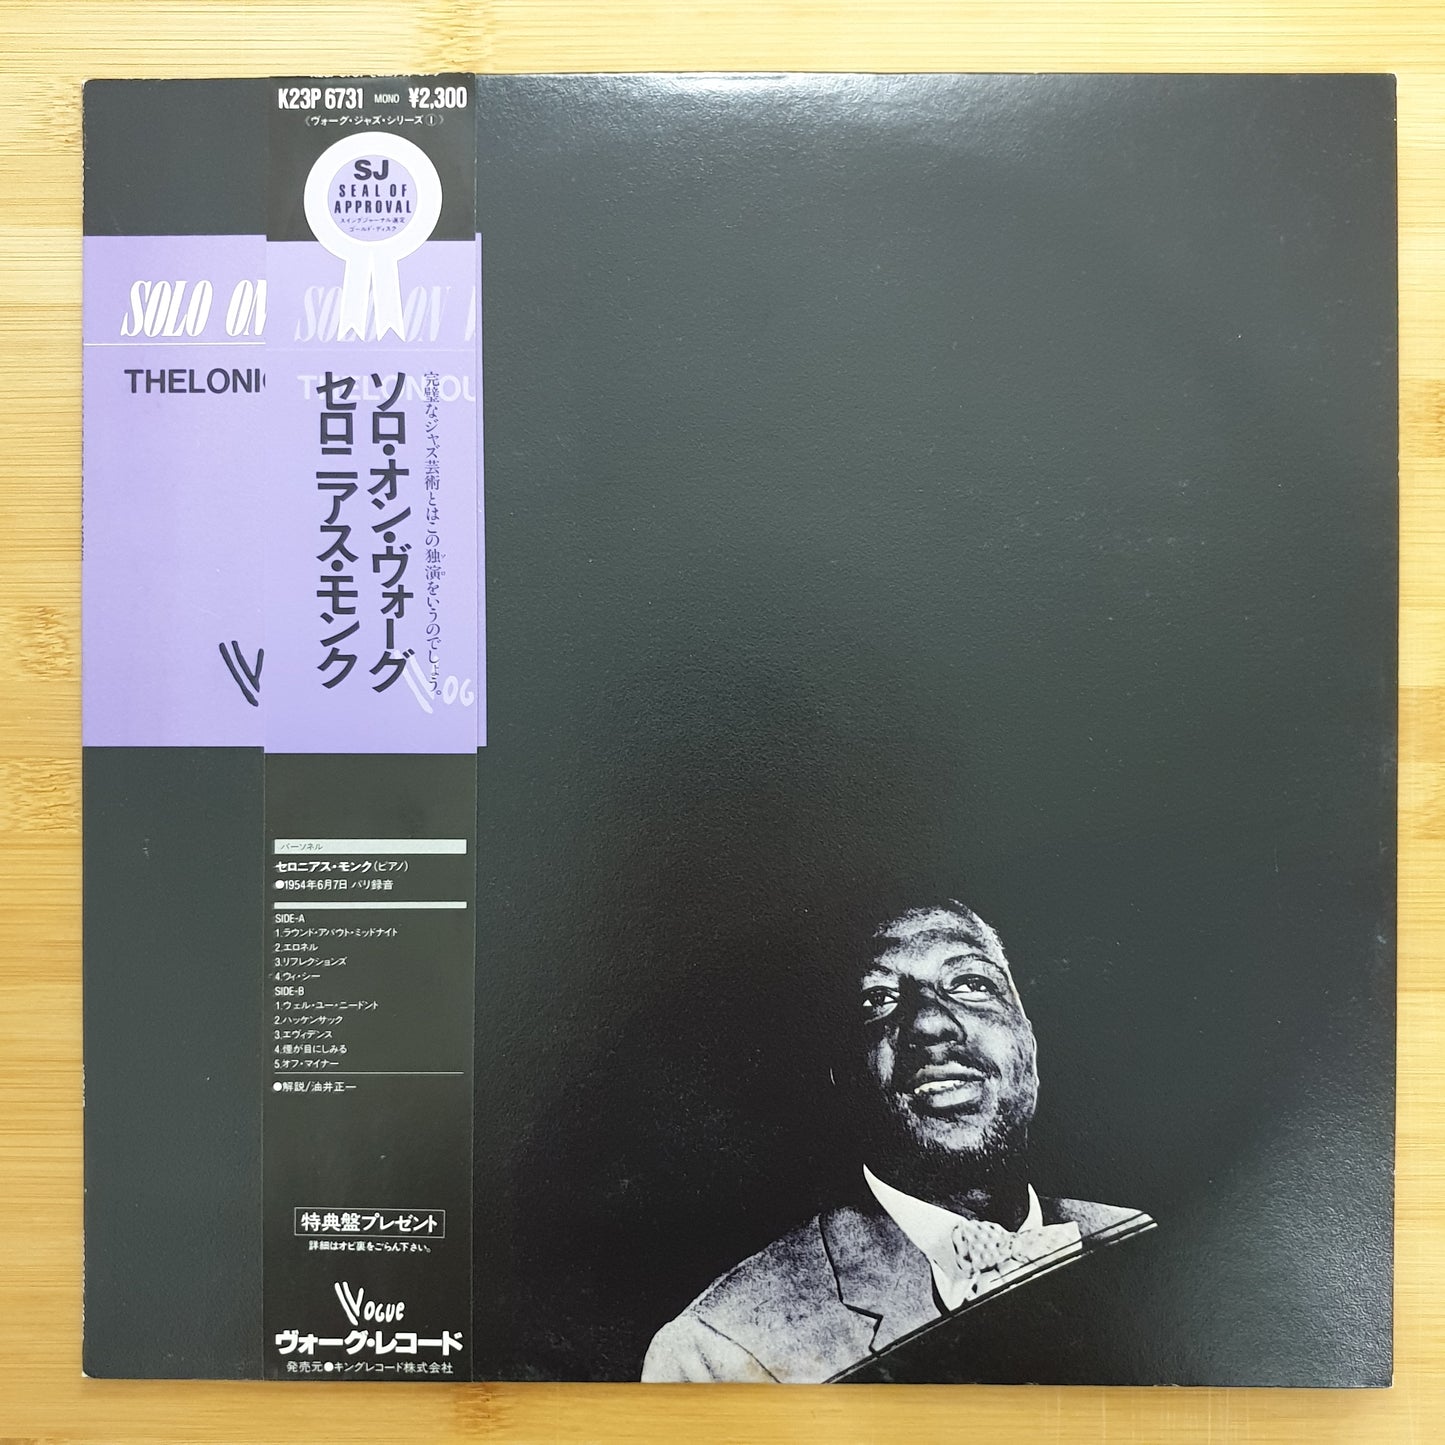 K23P 6731 MONO ¥2,300
《ヴォーグ・ジャズ・シリーズ①》
SJ
SEAL OF
APPROVAL
スイングジャーナル選定
ゴールド・ディスク
SOLO ON
SOLO ON
THELONI
THELONIOU
完璧なジャズ芸術とはこの独演をいうのでしょう。
ソロ
ソロ・オン・ヴォーグ
セロニアス・モンク
VOGU
パーソネル
セロニアス・モンク(ピアノ)
●1954年6月7日 パリ録音
SIDE-A
1.ラウンド・アバウト・ミッドナイト
2.エロネル
3.リフレクションズ
4.ウィ・シー
SIDE-B
1.ウェル・ユー・ニードント
2.ハッケンサック
3.エヴィデンス
4.煙が目にしみる
5.オフ・マイナー
●解説/油井正一
特典盤プレゼント
詳細はオビ裏をごらん下さい。
VOGUE
ヴォーグ・レコード
発売元●キングレコード株式会社